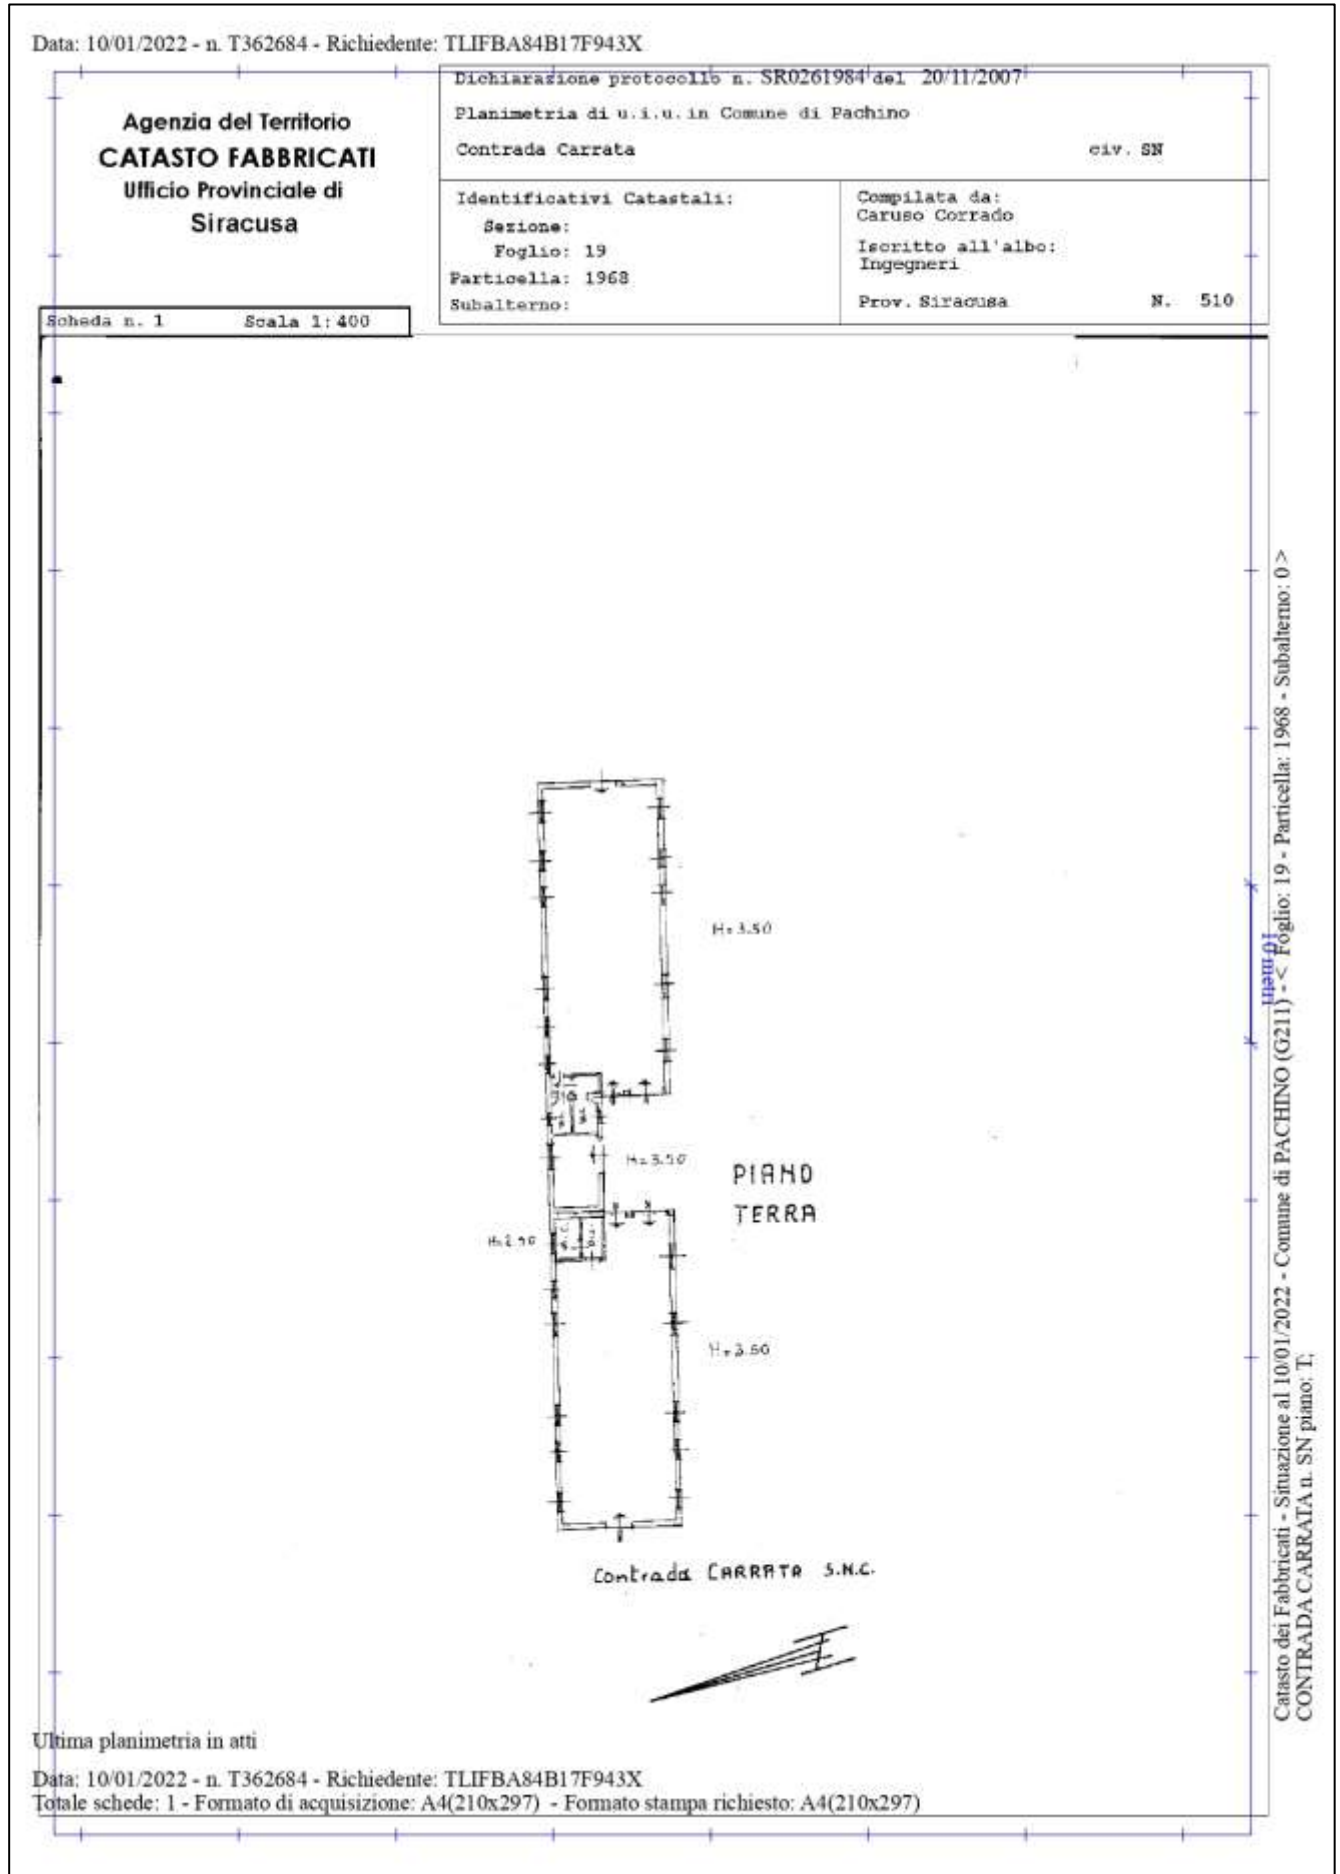 Data: 10/01/2022 - n. T362684 - Richiedente: TLIFBA84B17F943X
Agenzia del Territorio
CATASTO FABBRICATI
Ufficio Provinciale di
Siracusa
Dichiarazione protocollo n. SR0261984 del 20/11/2007
Planimetria di u.i.u. in Comune di Pachino
Contrada Carrata civ. SN
Identificativi Catastali:
Sezione:
Foglio: 19
Particella: 1968
Subalterno:
Compilata da:
Caruso Corrado
Iscritto all'albo:
Ingegneri
Prov. Siracusa N. 510
Scheda n. 1 Scala 1:400
H=3.50
H=3.50
PIANO
TERRA
H=2.90
H=3.50
Contrada CARRATA S.N.C.
10 metri
Catasto dei Fabbricati - Situazione al 10/01/2022 - Comune di PACHINO (G211) - < Foglio: 19 - Particella: 1968 - Subalterno: 0 >
CONTRADA CARRATA n. SN piano: T;
Ultima planimetria in atti
Data: 10/01/2022 - n. T362684 - Richiedente: TLIFBA84B17F943X
Totale schede: 1 - Formato di acquisizione: A4(210x297) - Formato stampa richiesto: A4(210x297)